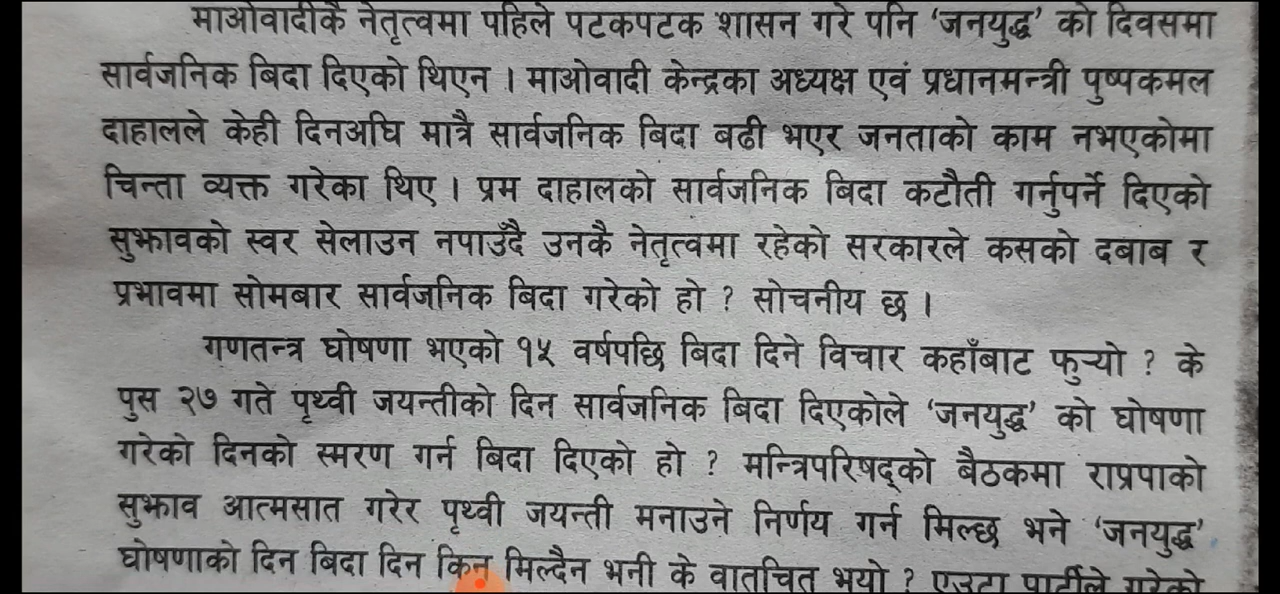 माओवादीकै नेतृत्वमा पहिले पटकपटक शासन गरे पनि ‘जनयुद्ध’ को दिवसमा
सार्वजनिक बिदा दिएको थिएन । माओवादी केन्द्रका अध्यक्ष एवं प्रधानमन्त्री पुष्पकमल
दाहालले केही दिनअघि मात्रै सार्वजनिक बिदा बढी भएर जनताको काम नभएकोमा
चिन्ता व्यक्त गरेका थिए । प्रम दाहालको सार्वजनिक बिदा कटौती गर्नुपर्ने दिएको
सुझावको स्वर सेलाउन नपाउँदै उनकै नेतृत्वमा रहेको सरकारले कसको दबाब र
प्रभावमा सोमबार सार्वजनिक बिदा गरेको हो ? सोचनीय छ ।
गणतन्त्र घोषणा भएको १५ वर्षपछि बिदा दिने विचार कहाँबाट फुर्‍यो ? के
पुस २७ गते पृथ्वी जयन्तीको दिन सार्वजनिक बिदा दिएकोले ‘जनयुद्ध’ को घोषणा
गरेको दिनको स्मरण गर्न बिदा दिएको हो ? मन्त्रिपरिषद्को बैठकमा राप्रपाको
सुझाव आत्मसात गरेर पृथ्वी जयन्ती मनाउने निर्णय गर्न मिल्छ भने ‘जनयुद्ध’
घोषणाको दिन बिदा दिन किन मिल्दैन भनी के वातचित भयो ? एउटा पार्टीले गरेको